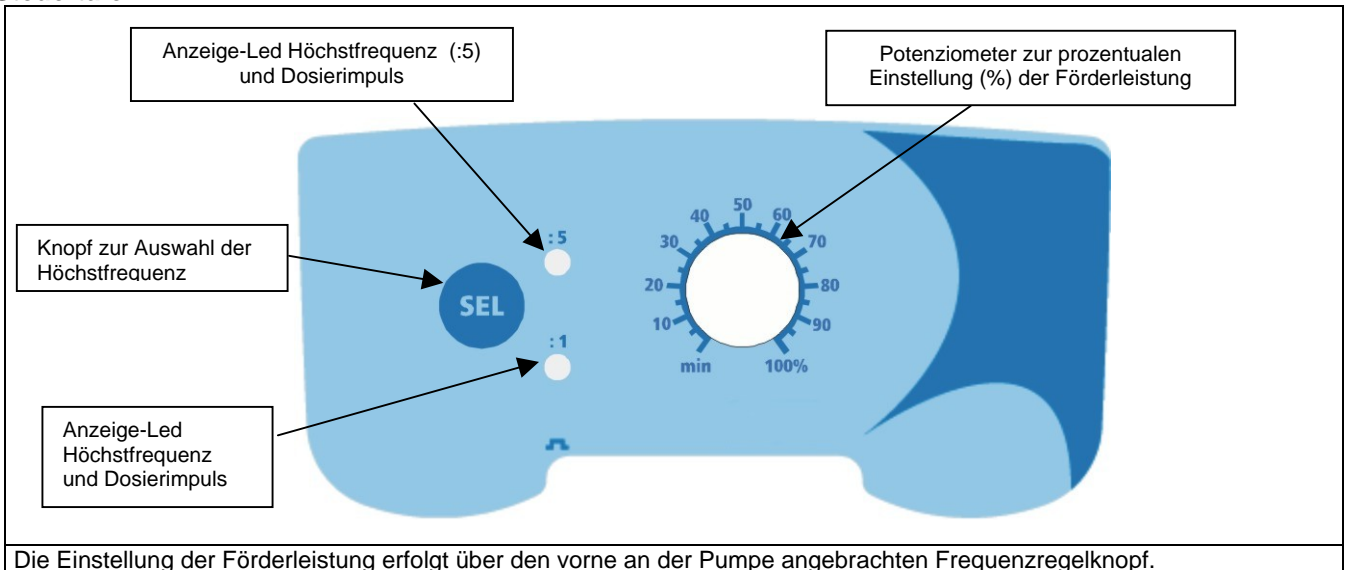 Anzeige-Led Höchstfrequenz (:5)
und Dosierimpuls
Potenziometer zur prozentualen
Einstellung (%) der Förderleistung
Knopf zur Auswahl der
Höchstfrequenz
SEL
: 5
: 1
min
10
20
30
40
50
60
70
80
90
100%
Anzeige-Led
Höchstfrequenz
und Dosierimpuls
Die Einstellung der Förderleistung erfolgt über den vorne an der Pumpe angebrachten Frequenzregelknopf.